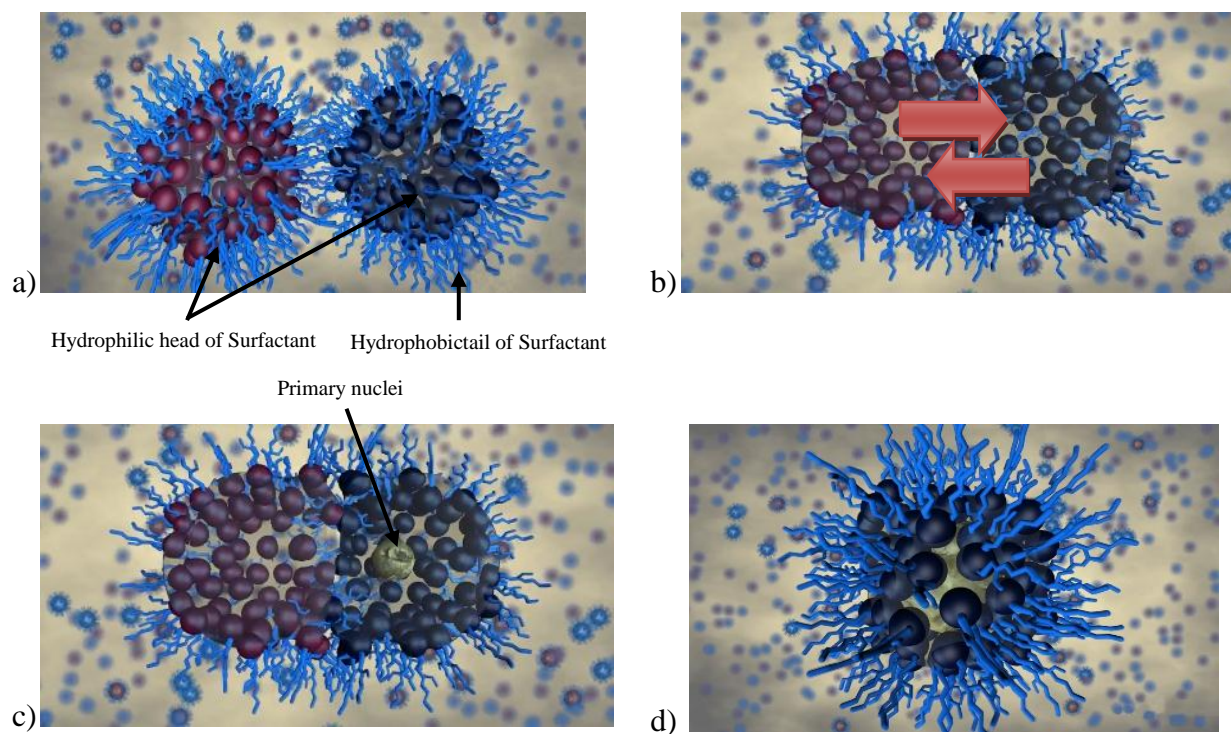 a)
b)
Hydrophilic head of Surfactant
Hydrophobictail of Surfactant
Primary nuclei
c)
d)